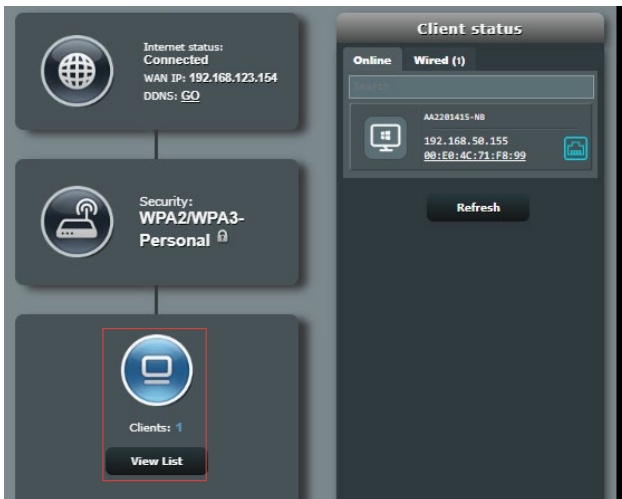 Internet status:
Connected
WAN IP: 192.168.123.154
DDNS: GO
Security:
WPA2/WPA3-
Personal
Clients: 1
View List
Client status
Online Wired (1)
Search
AA2201415-NB
192.168.50.155
00:E0:4C:71:F8:99
Refresh